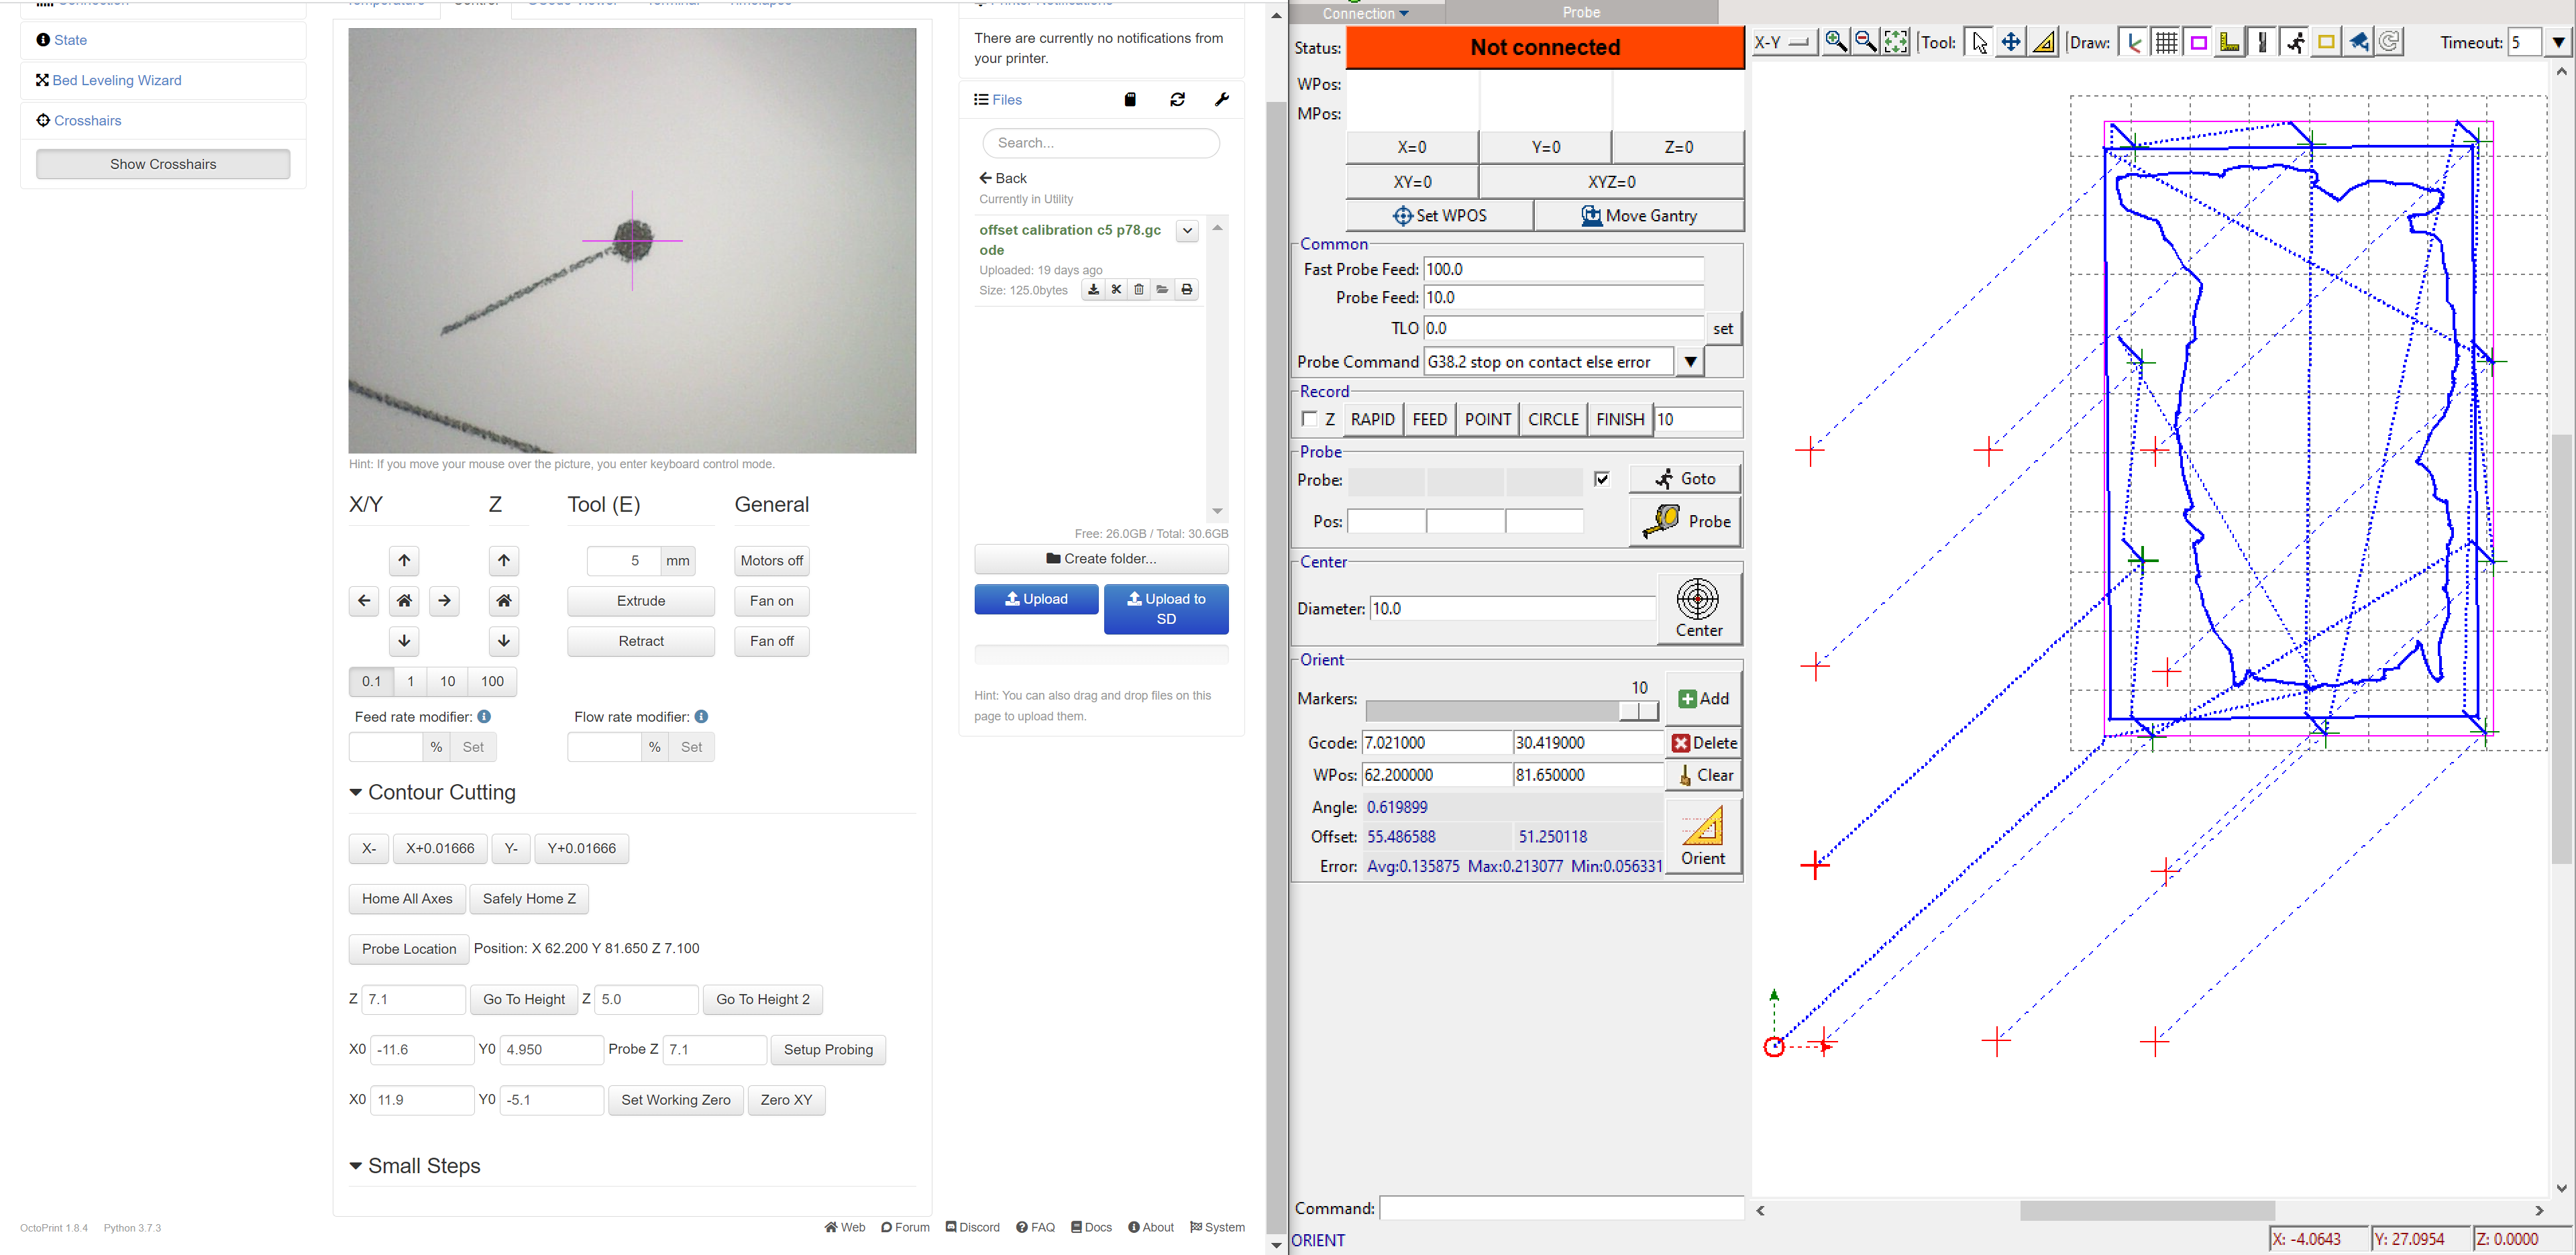 Connection
State
Bed Leveling Wizard
Crosshairs
Show Crosshairs
Temperature Control GCode Viewer Terminal Timelapse
Hint: If you move your mouse over the picture, you enter keyboard control mode.
X/Y Z Tool (E) General
5 mm Motors off
Extrude Fan on
Retract Fan off
0.1 1 10 100
Feed rate modifier: Flow rate modifier:
% Set % Set
Contour Cutting
X- X+0.01666 Y- Y+0.01666
Home All Axes Safely Home Z
Probe Location Position: X 62.200 Y 81.650 Z 7.100
Z 7.1 Go To Height Z 5.0 Go To Height 2
X0 -11.6 Y0 4.950 Probe Z 7.1 Setup Probing
X0 11.9 Y0 -5.1 Set Working Zero Zero XY
Small Steps
Printer Notifications
There are currently no notifications from
your printer.
Files
Search...
Back
Currently in Utility
offset calibration c5 p78.gc
ode
Uploaded: 19 days ago
Size: 125.0bytes
Free: 26.0GB / Total: 30.6GB
Create folder...
Upload Upload to
SD
Hint: You can also drag and drop files on this
page to upload them.
OctoPrint 1.8.4 Python 3.7.3
Web Forum Discord FAQ Docs About System
Connection Probe
Status: Not connected
WPos:
MPos:
X=0 Y=0 Z=0
XY=0 XYZ=0
Set WPOS Move Gantry
Common
Fast Probe Feed: 100.0
Probe Feed: 10.0
TLO 0.0 set
Probe Command G38.2 stop on contact else error
Record
Z RAPID FEED POINT CIRCLE FINISH 10
Probe
Probe: Goto
Pos: Probe
Center
Diameter: 10.0 Center
Orient
Markers: 10 Add
Gcode: 7.021000 30.419000 Delete
WPos: 62.200000 81.650000 Clear
Angle: 0.619899
Offset: 55.486588 51.250118
Error: Avg:0.135875 Max:0.213077 Min:0.056331
Orient
Command:
ORIENT
X-Y Tool: Draw: Timeout: 5
X: -4.0643 Y: 27.0954 Z: 0.0000